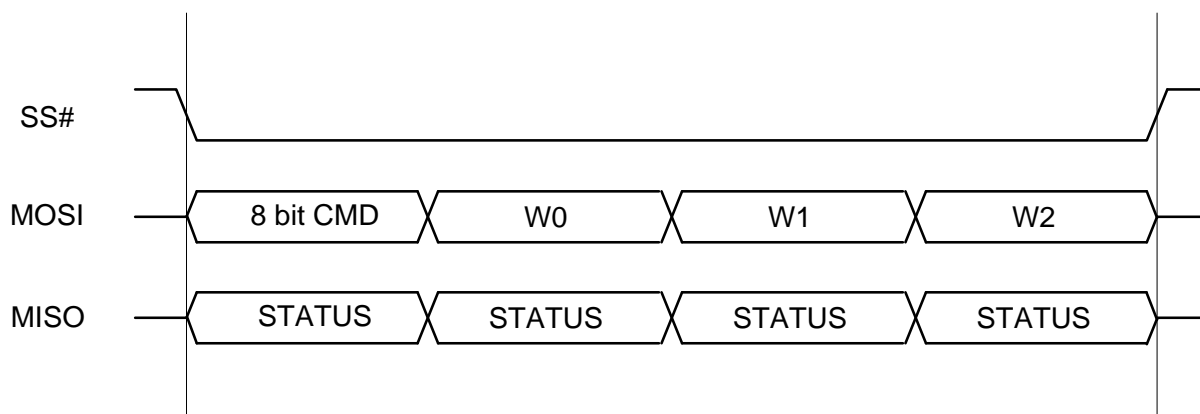 SS#
MOSI 8 bit CMD W0 W1 W2
MISO STATUS STATUS STATUS STATUS